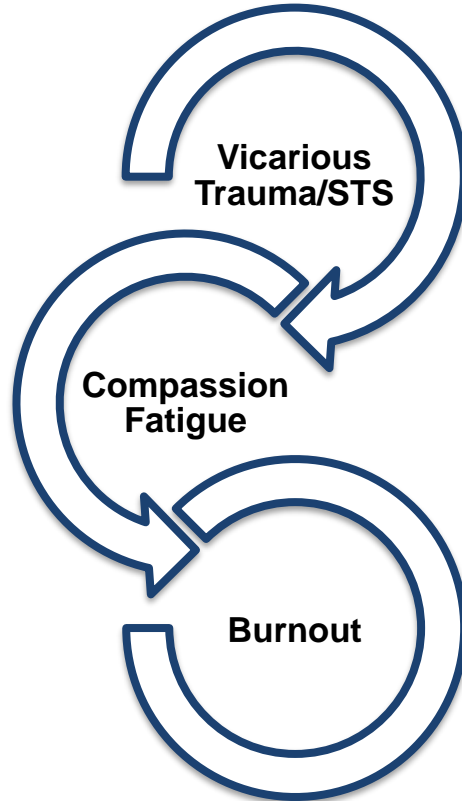 Vicarious
Trauma/STS
Compassion
Fatigue
Burnout